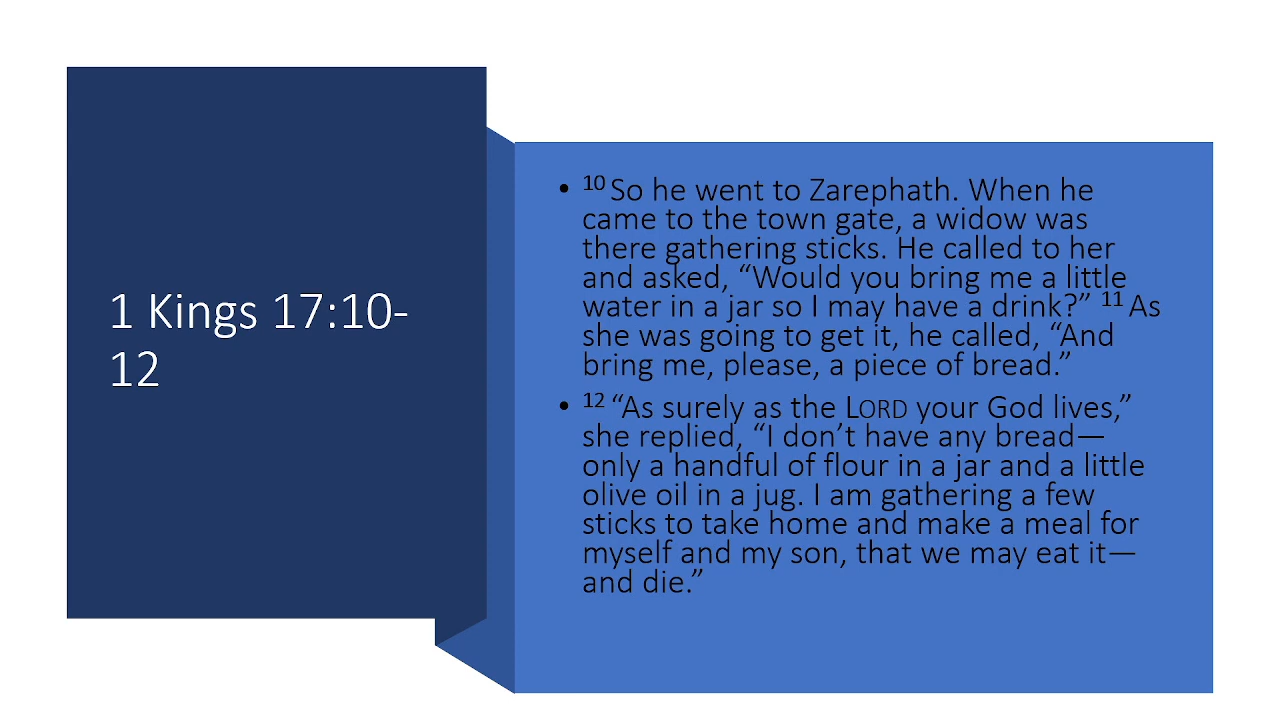 1 Kings 17:10-
12
• 10 So he went to Zarephath. When he
came to the town gate, a widow was
there gathering sticks. He called to her
and asked, “Would you bring me a little
water in a jar so I may have a drink?” 11 As
she was going to get it, he called, “And
bring me, please, a piece of bread.”
• 12 “As surely as the LORD your God lives,”
she replied, “I don’t have any bread—
only a handful of flour in a jar and a little
olive oil in a jug. I am gathering a few
sticks to take home and make a meal for
myself and my son, that we may eat it—
and die.”